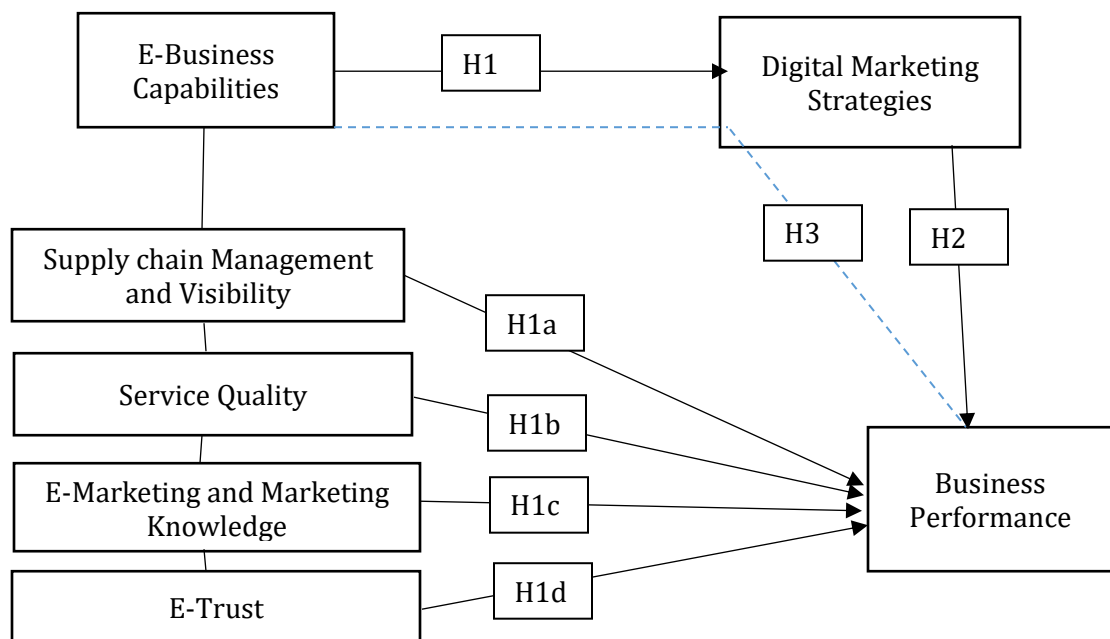 E-Business
Capabilities
H1
Digital Marketing
Strategies
H3
H2
Supply chain Management
and Visibility
H1a
Service Quality
H1b
E-Marketing and Marketing
Knowledge
H1c
Business
Performance
E-Trust
H1d